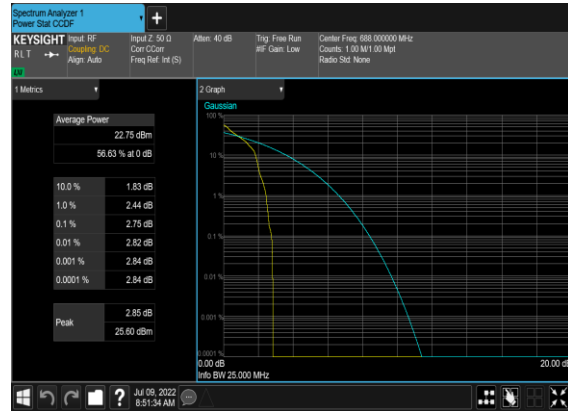 Spectrum Analyzer 1
Power Stat CCDF
KEYSIGHT
Input: RF
Coupling: DC
Align: Auto
Input Z: 50 Ω
Corr CCorr
Freq Ref: Int (S)
Atten: 40 dB
Trig: Free Run
#IF Gain: Low
Center Freq: 688.000000 MHz
Counts: 1.00 M/1.00 Mpt
Radio Std: None
R L T
1 Metrics
2 Graph
Average Power
22.75 dBm
56.63 % at 0 dB
10.0 % 1.83 dB
1.0 % 2.44 dB
0.1 % 2.75 dB
0.01 % 2.82 dB
0.001 % 2.84 dB
0.0001 % 2.84 dB
Peak
2.85 dB
25.60 dBm
Gaussian
100 %
10 %
1 %
0.1 %
0.01 %
0.001 %
0.0001 %
0.00 dB
20.00 dB
Info BW 25.000 MHz
?
Jul 09, 2022
8:51:34 AM